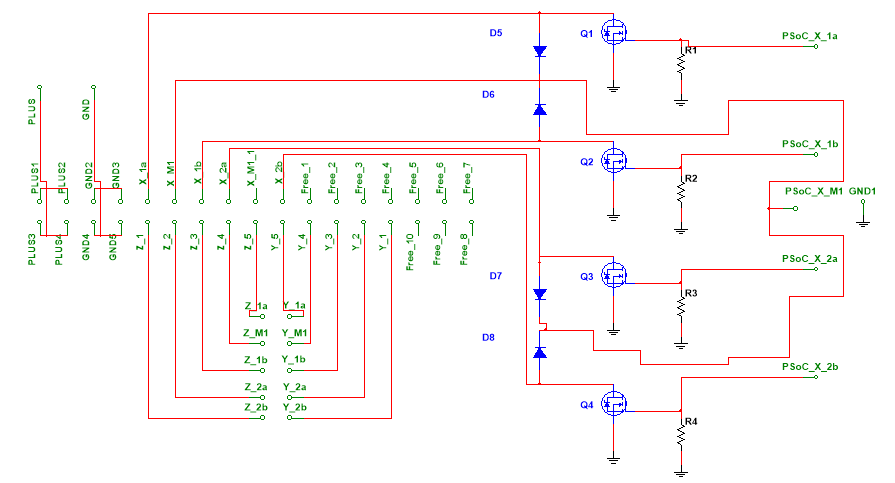 D5
Q1
PSoC_X_1a
R1
D6
PLUS
GND
PSoC_X_1b
Q2
PLUS1
PLUS2
GND2
GND3
X_1a
X_M1
X_1b
X_2a
X_M1_1
X_2b
Free_1
Free_2
Free_3
Free_4
Free_5
Free_6
Free_7
R2
PSoC_X_M1
GND1
PLUS3
PLUS4
GND4
GND5
Z_1
Z_2
Z_3
Z_4
Z_5
Y_5
Y_4
Y_3
Y_2
Y_1
Free_10
Free_9
Free_8
PSoC_X_2a
D7
Q3
R3
Z_1a
Y_1a
Z_M1
Y_M1
D8
Z_1b
Y_1b
PSoC_X_2b
Z_2a
Y_2a
Z_2b
Y_2b
Q4
R4